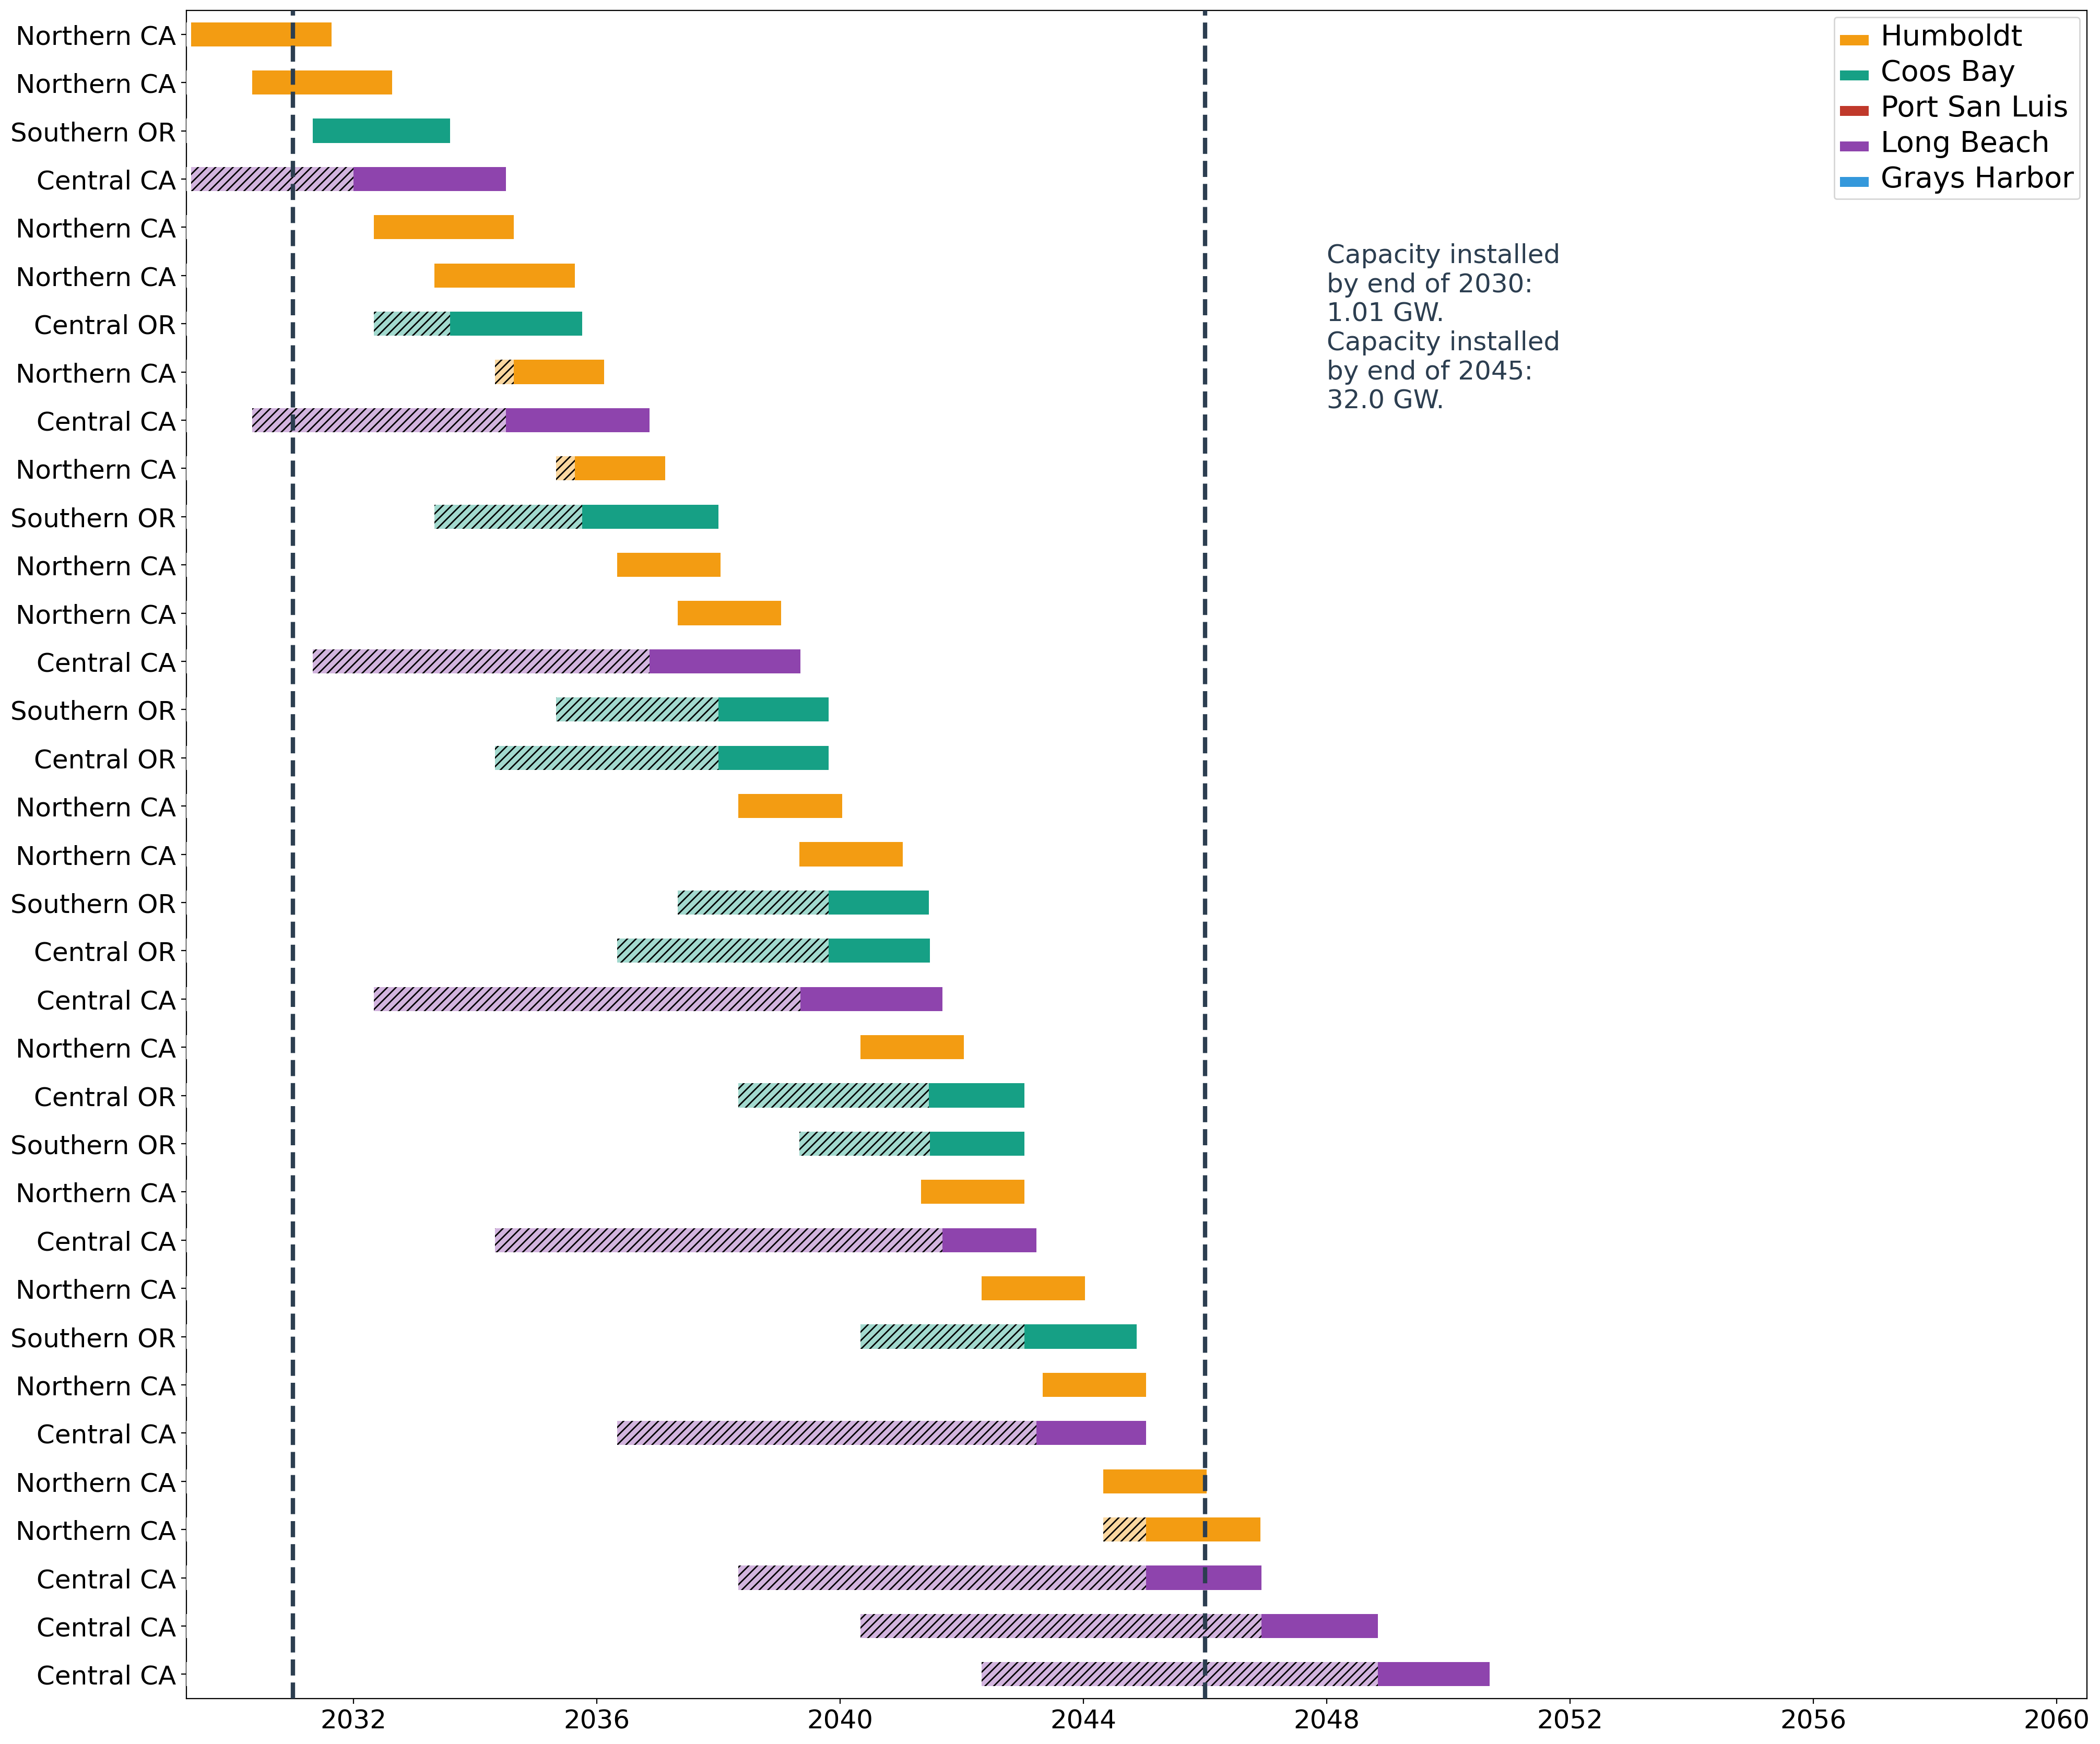 Northern CA
Northern CA
Southern OR
Central CA
Northern CA
Northern CA
Central OR
Northern CA
Central CA
Northern CA
Southern OR
Northern CA
Northern CA
Central CA
Southern OR
Central OR
Northern CA
Northern CA
Southern OR
Central OR
Central CA
Northern CA
Central OR
Southern OR
Northern CA
Central CA
Northern CA
Southern OR
Northern CA
Central CA
Northern CA
Northern CA
Central CA
Central CA
Central CA
Humboldt
Coos Bay
Port San Luis
Long Beach
Grays Harbor
Capacity installed
by end of 2030:
1.01 GW.
Capacity installed
by end of 2045:
32.0 GW.
2032 2036 2040 2044 2048 2052 2056 2060